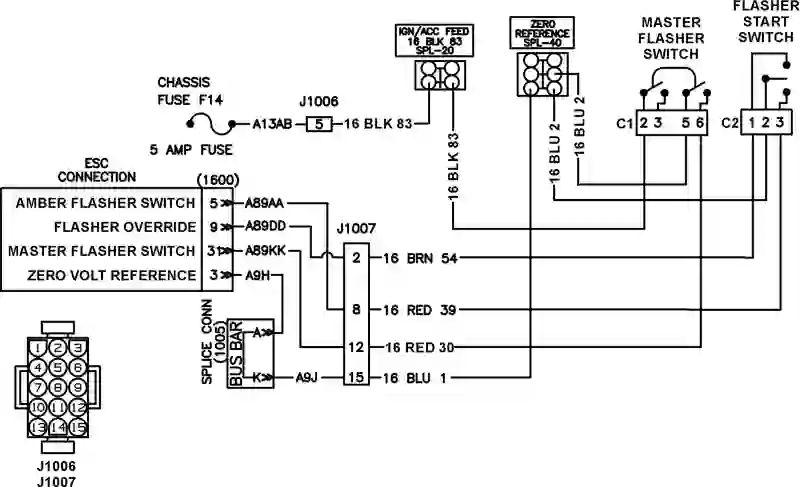 FLASHER
START
SWITCH
MASTER
FLASHER
SWITCH
IGN/ACC FEED
16 BLK 83
SPL-20
ZERO
REFERENCE
SPL-40
CHASSIS
FUSE F14
5 AMP FUSE
A13AB
J1006
5
16 BLK 83
16 BLK 83
16 BLU 2
16 BLU 2
C1 2 3 5 6
C2 1 2 3
ESC
CONNECTION
(1600)
AMBER FLASHER SWITCH 5 A89AA
FLASHER OVERRIDE 9 A89DD
MASTER FLASHER SWITCH 31 A89KK
ZERO VOLT REFERENCE 3 A9H
J1007
2 16 BRN 54
8 16 RED 39
12 16 RED 30
15 16 BLU 1
SPLICE CONN
(1005)
BUS BAR
A
K
A9J
1 2 3
4 5 6
7 8 9
10 11 12
13 14 15
J1006
J1007